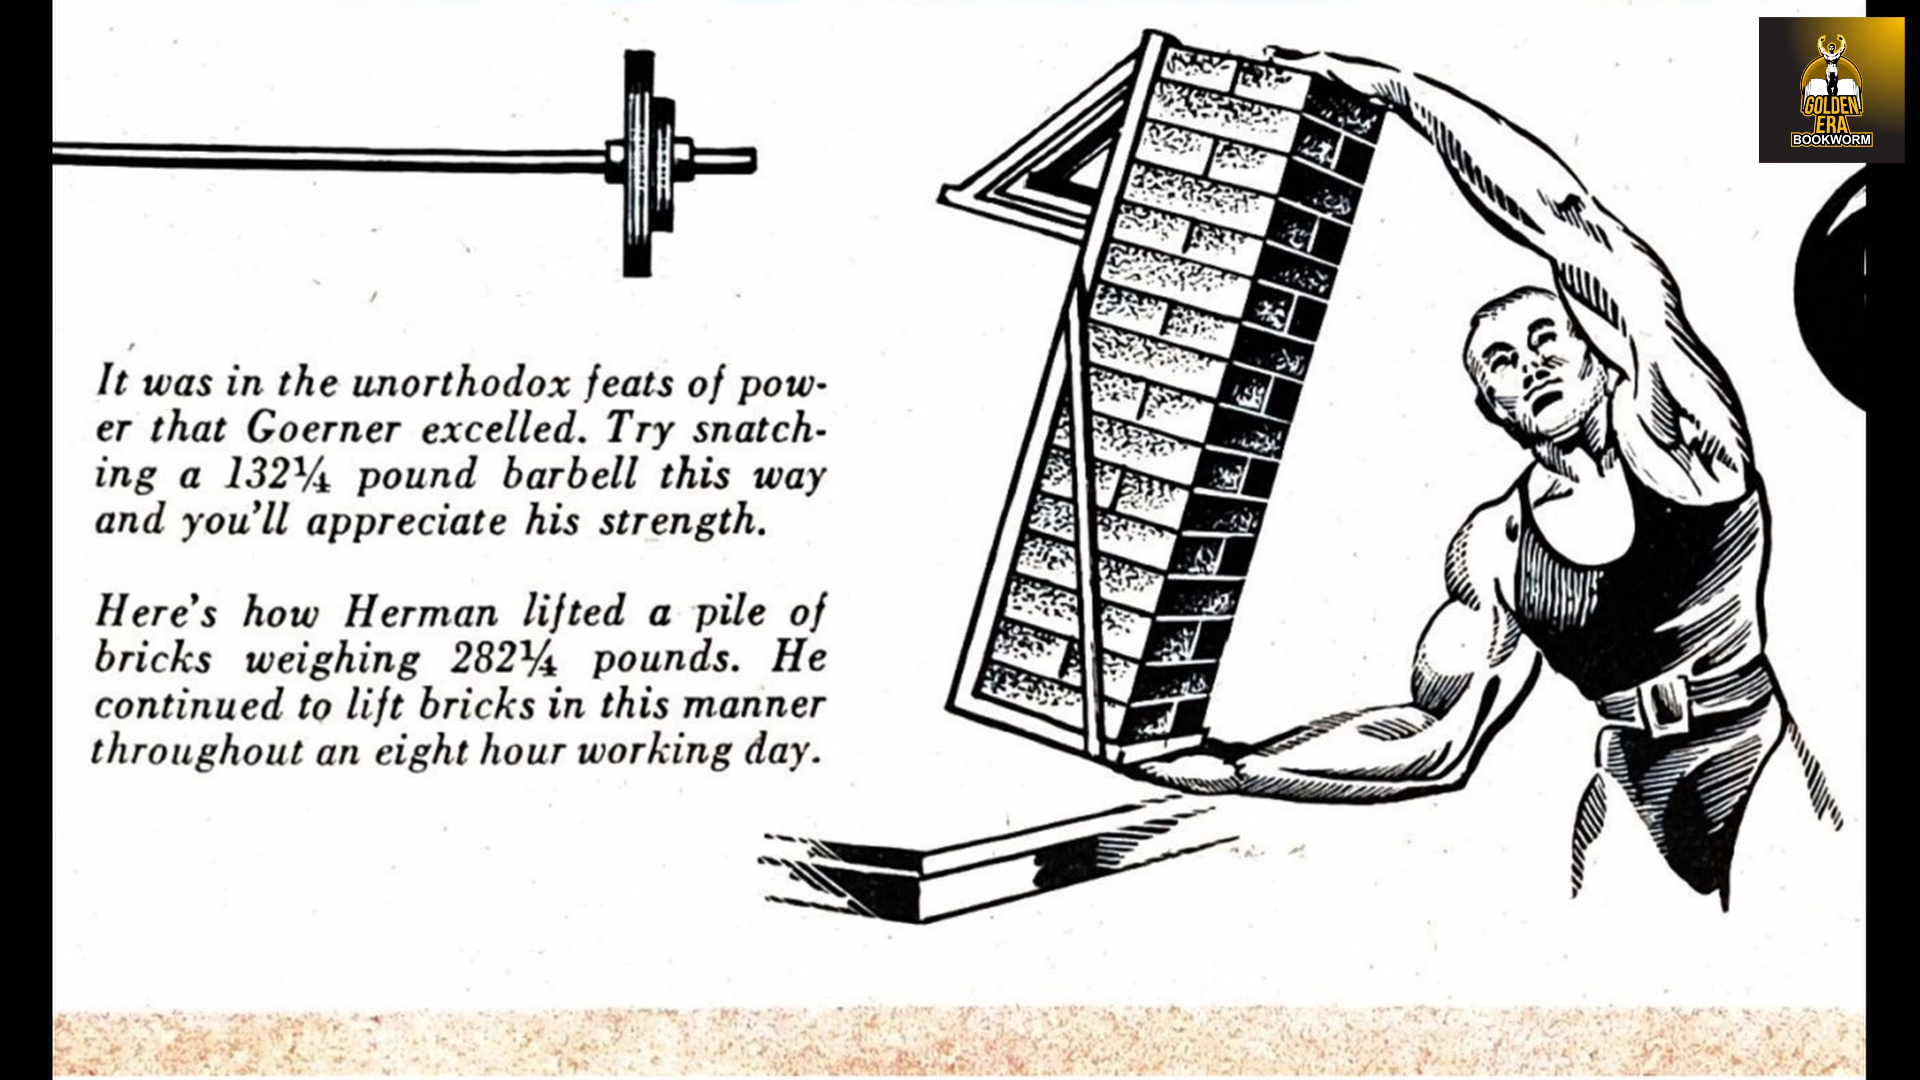 It was in the unorthodox feats of pow-
er that Goerner excelled. Try snatch-
ing a 132¼ pound barbell this way
and you'll appreciate his strength.
Here's how Herman lifted a pile of
bricks weighing 282¼ pounds. He
continued to lift bricks in this manner
throughout an eight hour working day.
GOLDEN
ERA
BOOKWORM